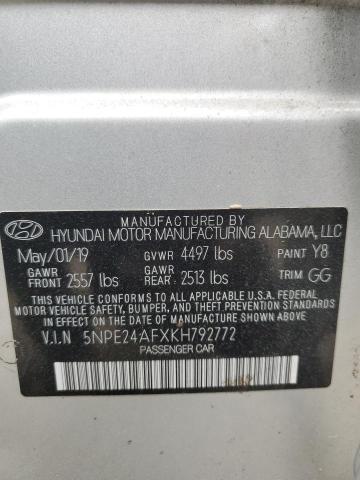 MANUFACTURED BY
HYUNDAI MOTOR MANUFACTURING ALABAMA, LLC
May/01/19 GVWR 4497 lbs PAINT Y8
GAWR FRONT 2557 lbs GAWR REAR 2513 lbs TRIM GG
THIS VEHICLE CONFORMS TO ALL APPLICABLE FEDERAL
MOTOR VEHICLE SAFETY, BUMPER, AND THEFT PREVENTION
STANDARDS IN EFFECT ON THE DATE OF MANUFACTURE
SHOWN ABOVE.
V.I.N 5NPE24AFXKH792772
PASSENGER CAR